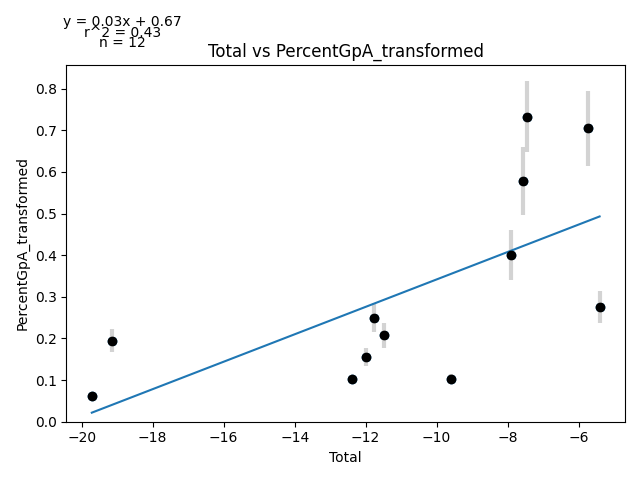 y = 0.03x + 0.67
r^2 = 0.43
n = 12
Total vs PercentGpA_transformed
PercentGpA_transformed
0.8
0.7
0.6
0.5
0.4
0.3
0.2
0.1
0.0
−20
−18
−16
−14
−12
−10
−8
−6
Total